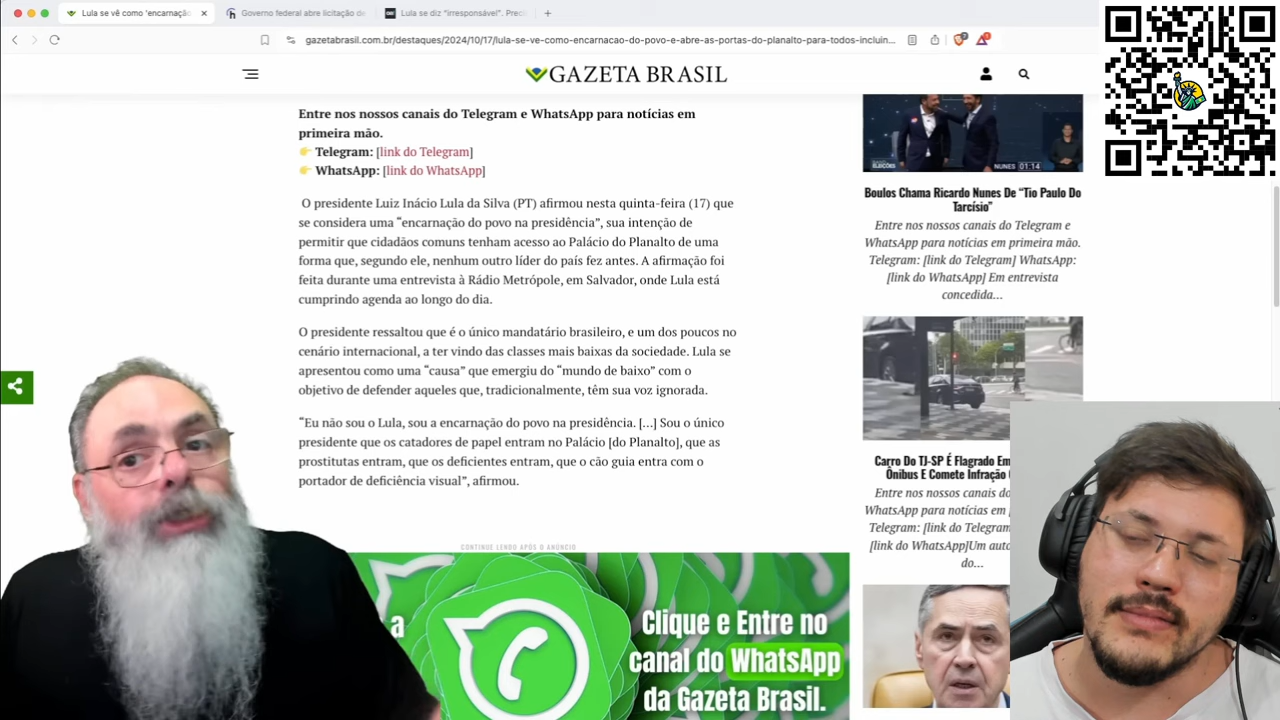 Lula se vê como 'encarnação
Governo federal abre licitação de
Lula se diz "irresponsável". Preci
gazetabrasil.com.br/destaques/2024/10/17/lula-se-ve-como-encarnacao-do-povo-e-abre-as-portas-do-planalto-para-todos-incluin...
GAZETA BRASIL
Entre nos nossos canais do Telegram e WhatsApp para notícias em
primeira mão.
👉 Telegram: [link do Telegram]
👉 WhatsApp: [link do WhatsApp]
O presidente Luiz Inácio Lula da Silva (PT) afirmou nesta quinta-feira (17) que
se considera uma “encarnação do povo na presidência”, sua intenção de
permitir que cidadãos comuns tenham acesso ao Palácio do Planalto de uma
forma que, segundo ele, nenhum outro líder do país fez antes. A afirmação foi
feita durante uma entrevista à Rádio Metrópole, em Salvador, onde Lula está
cumprindo agenda ao longo do dia.
O presidente ressaltou que é o único mandatário brasileiro, e um dos poucos no
cenário internacional, a ter vindo das classes mais baixas da sociedade. Lula se
apresentou como uma “causa” que emergiu do “mundo de baixo” com o
objetivo de defender aqueles que, tradicionalmente, têm sua voz ignorada.
“Eu não sou o Lula, sou a encarnação do povo na presidência. [...] Sou o único
presidente que os catadores de papel entram no Palácio [do Planalto], que as
prostitutas entram, que os deficientes entram, que o cão guia entra com o
portador de deficiência visual”, afirmou.
CONTINUE LENDO APÓS O ANÚNCIO
a
Clique e Entre no
canal do WhatsApp
da Gazeta Brasil.
ELEIÇÕES
NUNES 01:14
Boulos Chama Ricardo Nunes De “Tio Paulo Do
Tarcísio”
Entre nos nossos canais do Telegram e
WhatsApp para notícias em primeira mão.
Telegram: [link do Telegram] WhatsApp:
[link do WhatsApp] Em entrevista
concedida...
Carro Do TJ-SP É Flagrado Em
Ônibus E Comete Infração
Entre nossos canais do
WhatsApp para notícias em
Telegram: [link do Telegram
[link do WhatsApp]Um auto
do...